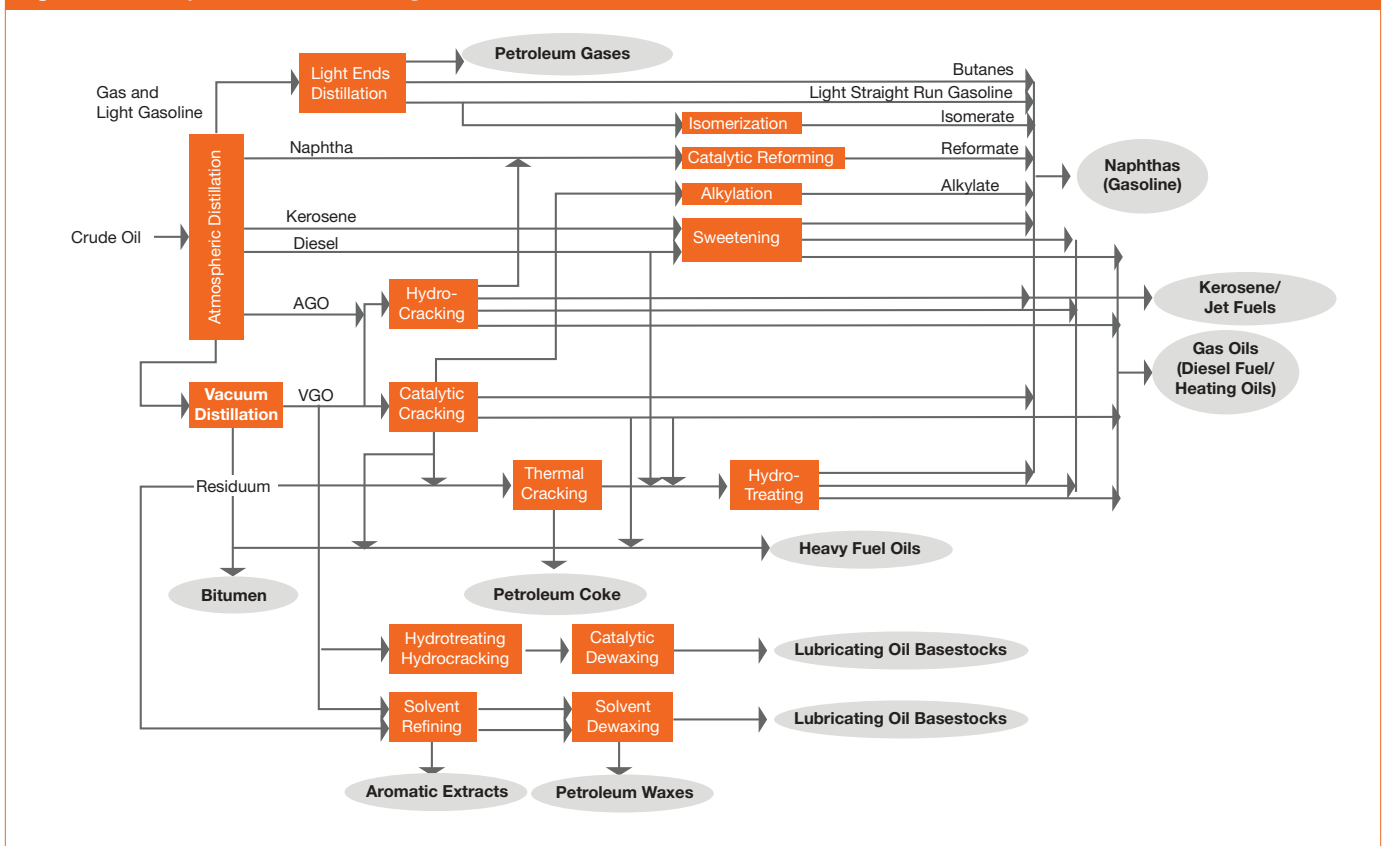 Petroleum Gases
Light Ends
Distillation
Butanes
Gas and
Light Gasoline
Light Straight Run Gasoline
Isomerization
Isomerate
Naphtha
Catalytic Reforming
Reformate
Naphthas
(Gasoline)
Atmospheric Distillation
Alkylation
Alkylate
Kerosene
Crude Oil
Diesel
Sweetening
AGO
Hydro-
Cracking
Kerosene/
Jet Fuels
Gas Oils
(Diesel Fuel/
Heating Oils)
Vacuum
Distillation
VGO
Catalytic
Cracking
Residuum
Thermal
Cracking
Hydro-
Treating
Heavy Fuel Oils
Bitumen
Petroleum Coke
Hydrotreating
Hydrocracking
Catalytic
Dewaxing
Lubricating Oil Basestocks
Solvent
Refining
Solvent
Dewaxing
Lubricating Oil Basestocks
Aromatic Extracts
Petroleum Waxes